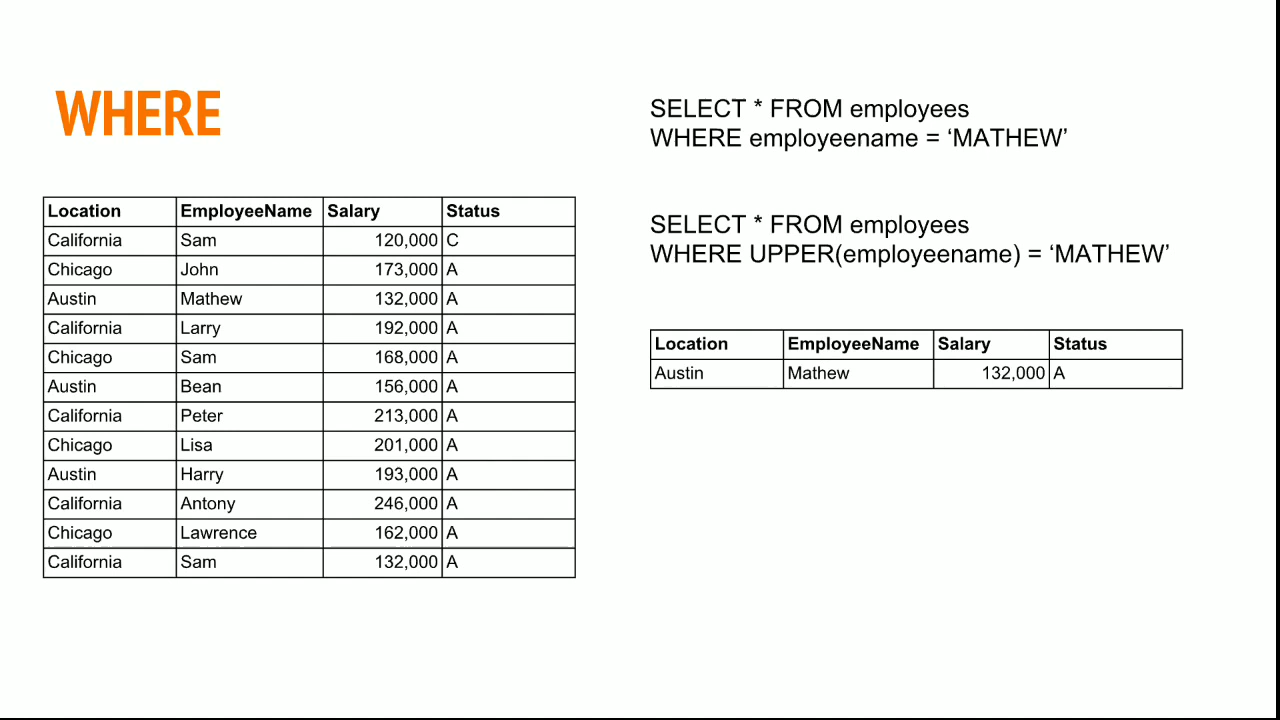 WHERE
Location EmployeeName Salary Status
California Sam 120,000 C
Chicago John 173,000 A
Austin Mathew 132,000 A
California Larry 192,000 A
Chicago Sam 168,000 A
Austin Bean 156,000 A
California Peter 213,000 A
Chicago Lisa 201,000 A
Austin Harry 193,000 A
California Antony 246,000 A
Chicago Lawrence 162,000 A
California Sam 132,000 A
SELECT * FROM employees
WHERE employeename = ‘MATHEW’
SELECT * FROM employees
WHERE UPPER(employeename) = ‘MATHEW’
Location EmployeeName Salary Status
Austin Mathew 132,000 A